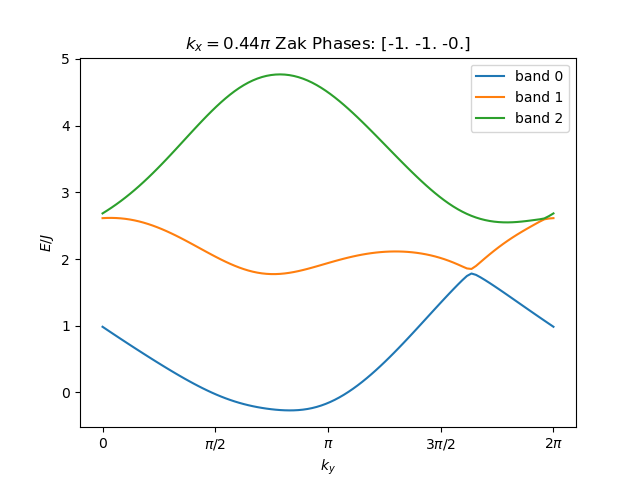 k_x = 0.44π Zak Phases: [-1. -1. -0.]
5
4
3
2
1
0
E/J
band 0
band 1
band 2
0
π/2
π
3π/2
2π
k_y